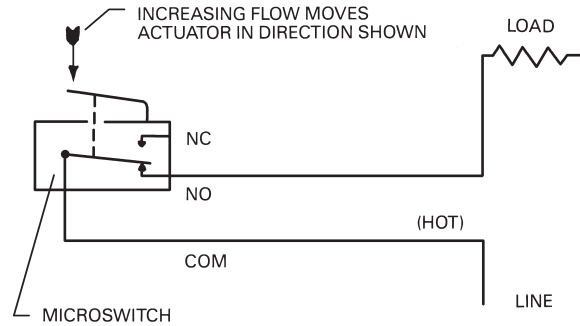 INCREASING FLOW MOVES
ACTUATOR IN DIRECTION SHOWN
LOAD
NC
NO
(HOT)
COM
LINE
MICROSWITCH